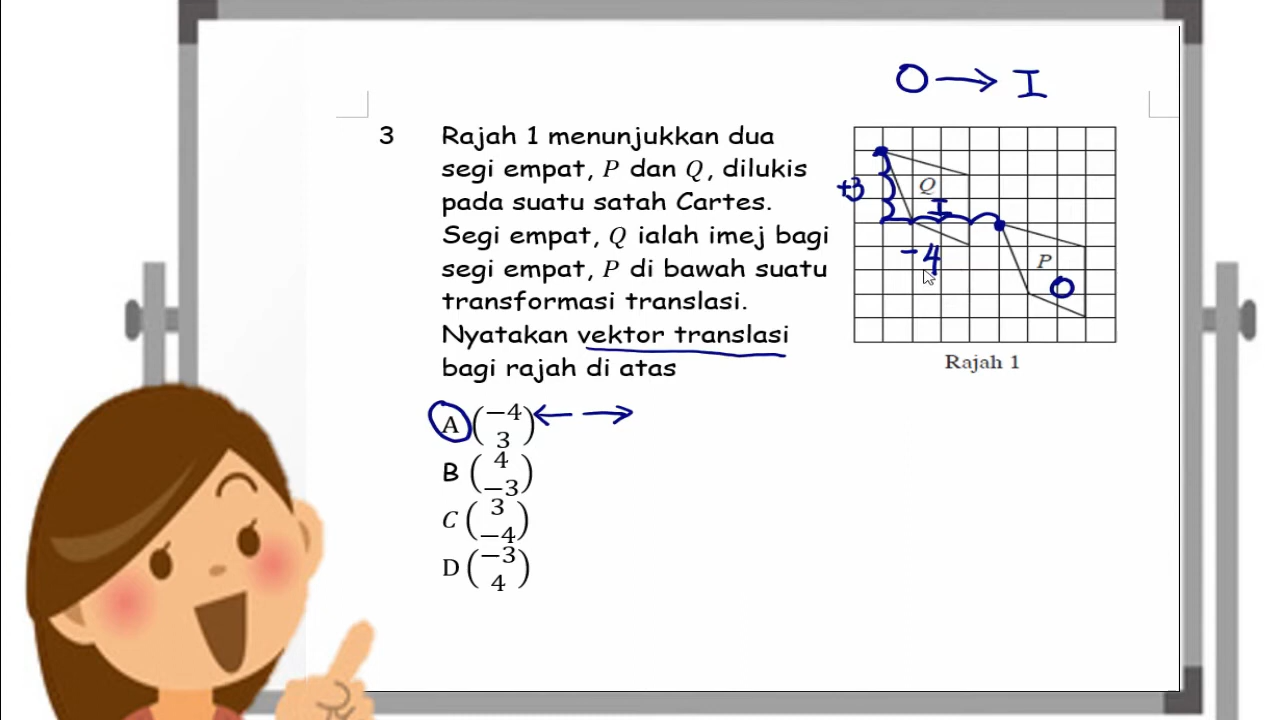 O → I
3 Rajah 1 menunjukkan dua
segi empat, P dan Q, dilukis
pada suatu satah Cartes.
Segi empat, Q ialah imej bagi
segi empat, P di bawah suatu
transformasi translasi.
Nyatakan vektor translasi
bagi rajah di atas
A (−4 3) ← →
B (4 −3)
C (3 −4)
D (−3 4)
+3
Q
I
-4
P
O
Rajah 1